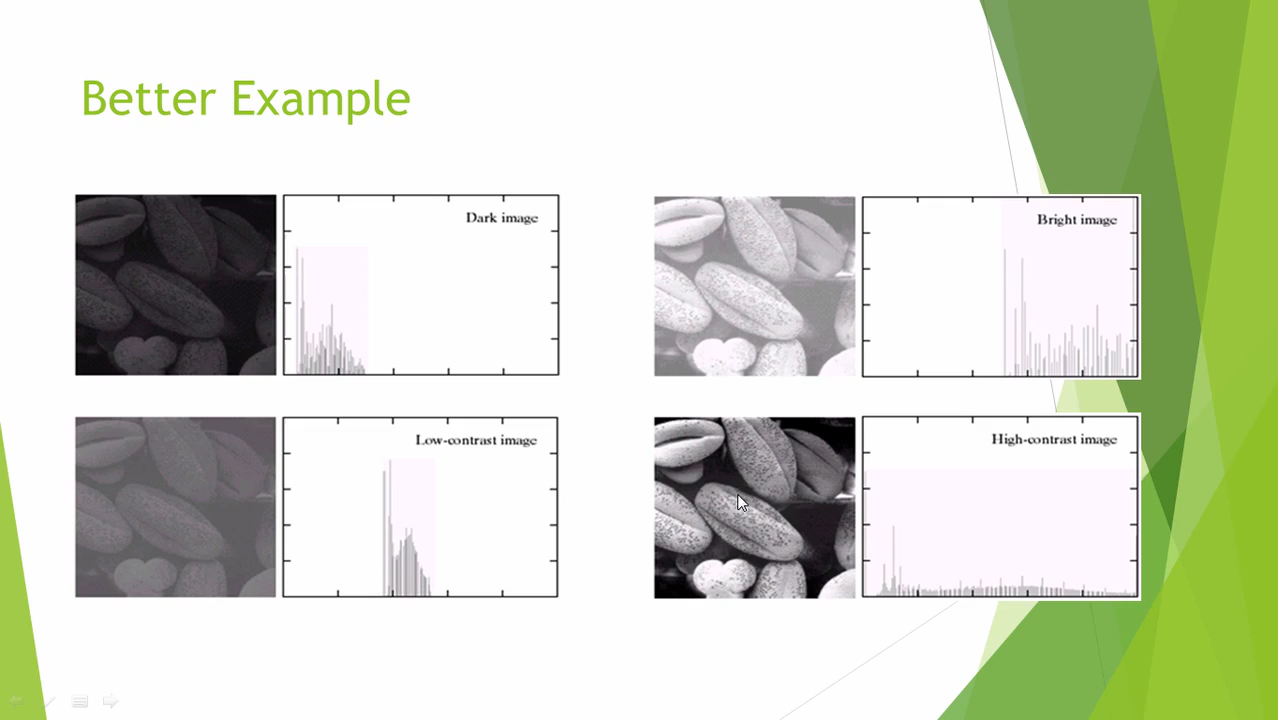 Better Example
Dark image
Bright image
Low-contrast image
High-contrast image